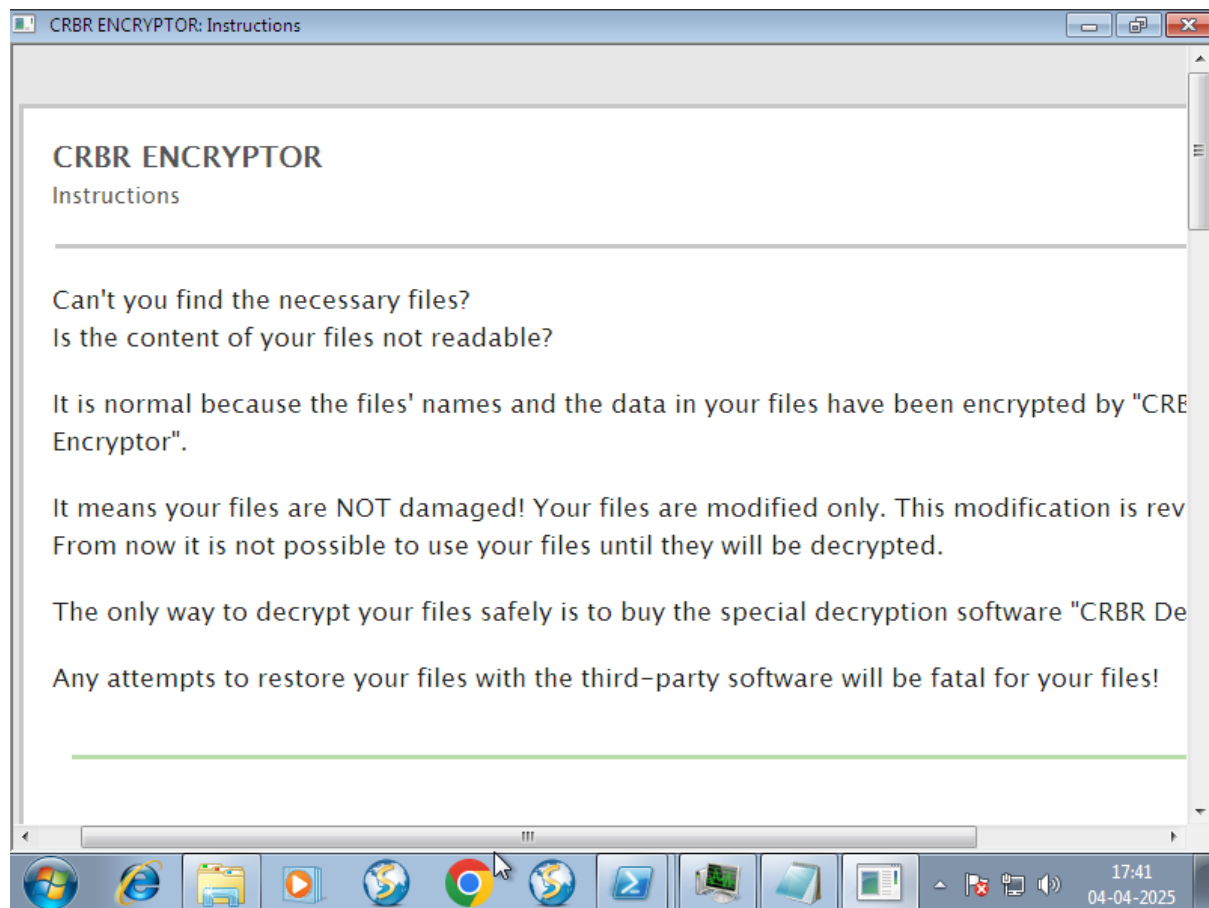 CRBR ENCRYPTOR: Instructions
CRBR ENCRYPTOR
Instructions
Can't you find the necessary files?
Is the content of your files not readable?
It is normal because the files' names and the data in your files have been encrypted by "CRB
Encryptor".
It means your files are NOT damaged! Your files are modified only. This modification is rev
From now it is not possible to use your files until they will be decrypted.
The only way to decrypt your files safely is to buy the special decryption software "CRBR De
Any attempts to restore your files with the third-party software will be fatal for your files!
17:41
04-04-2025